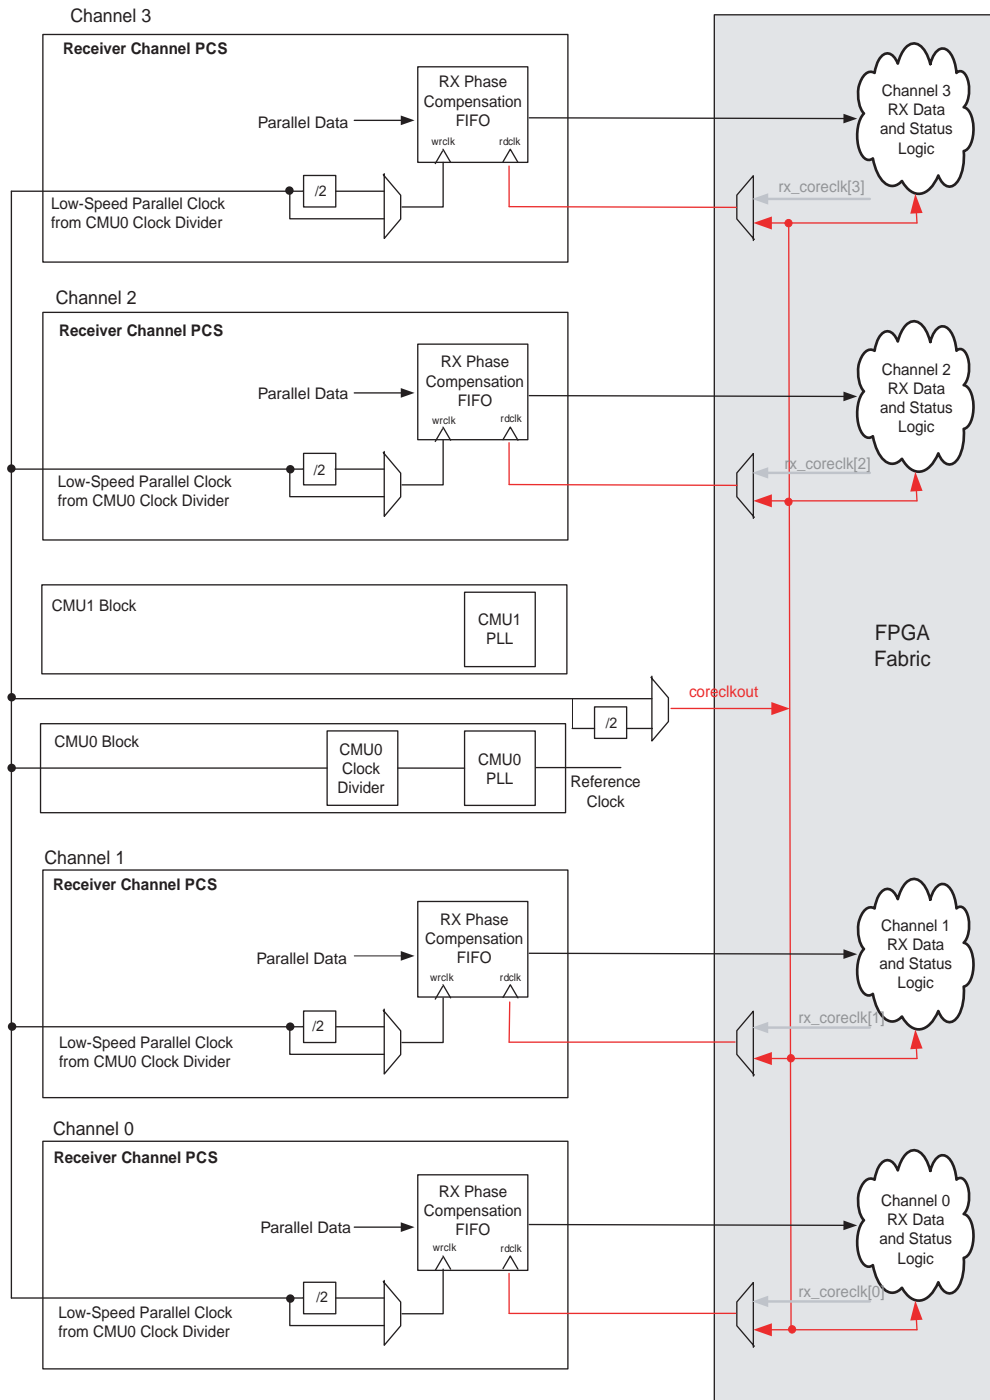 Channel 3
Receiver Channel PCS
RX Phase
Compensation
FIFO
Parallel Data
wrclk
rdclk
/2
Low-Speed Parallel Clock
from CMU0 Clock Divider
rx_coreclk[3]
Channel 3
RX Data
and Status
Logic
Channel 2
Receiver Channel PCS
RX Phase
Compensation
FIFO
Parallel Data
wrclk
rdclk
/2
Low-Speed Parallel Clock
from CMU0 Clock Divider
rx_coreclk[2]
Channel 2
RX Data
and Status
Logic
CMU1 Block
CMU1
PLL
FPGA
Fabric
coreclkout
/2
CMU0 Block
CMU0
Clock
Divider
CMU0
PLL
Reference
Clock
Channel 1
Receiver Channel PCS
RX Phase
Compensation
FIFO
Parallel Data
wrclk
rdclk
/2
Low-Speed Parallel Clock
from CMU0 Clock Divider
rx_coreclk[1]
Channel 1
RX Data
and Status
Logic
Channel 0
Receiver Channel PCS
RX Phase
Compensation
FIFO
Parallel Data
wrclk
rdclk
/2
Low-Speed Parallel Clock
from CMU0 Clock Divider
rx_coreclk[0]
Channel 0
RX Data
and Status
Logic